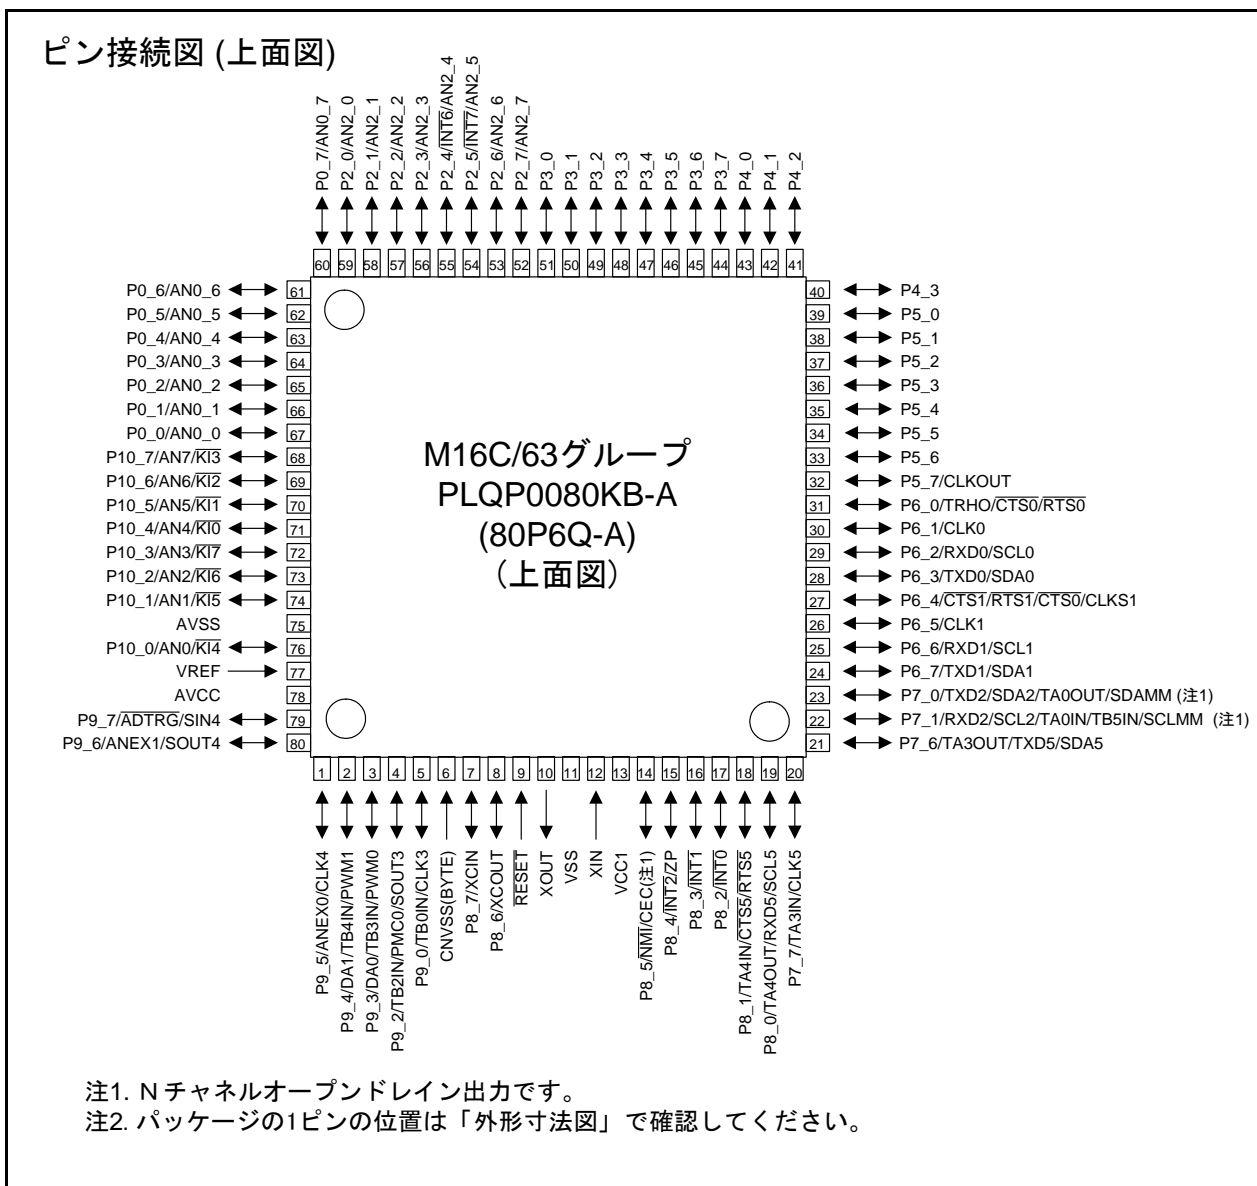 ピン接続図 (上面図)
P0_7/AN0_7
P2_0/AN2_0
P2_1/AN2_1
P2_2/AN2_2
P2_3/AN2_3
P2_4/INT6/AN2_4
P2_5/INT7/AN2_5
P2_6/AN2_6
P2_7/AN2_7
P3_0
P3_1
P3_2
P3_3
P3_4
P3_5
P3_6
P3_7
P4_0
P4_1
P4_2
60 59 58 57 56 55 54 53 52 51 50 49 48 47 46 45 44 43 42 41
P0_6/AN0_6 61
P0_5/AN0_5 62
P0_4/AN0_4 63
P0_3/AN0_3 64
P0_2/AN0_2 65
P0_1/AN0_1 66
P0_0/AN0_0 67
P10_7/AN7/KI3 68
P10_6/AN6/KI2 69
P10_5/AN5/KI1 70
P10_4/AN4/KI0 71
P10_3/AN3/KI7 72
P10_2/AN2/KI6 73
P10_1/AN1/KI5 74
AVSS 75
P10_0/AN0/KI4 76
VREF 77
AVCC 78
P9_7/ADTRG/SIN4 79
P9_6/ANEX1/SOUT4 80
M16C/63グループ
PLQP0080KB-A
(80P6Q-A)
(上面図)
40 P4_3
39 P5_0
38 P5_1
37 P5_2
36 P5_3
35 P5_4
34 P5_5
33 P5_6
32 P5_7/CLKOUT
31 P6_0/TRHO/CTS0/RTS0
30 P6_1/CLK0
29 P6_2/RXD0/SCL0
28 P6_3/TXD0/SDA0
27 P6_4/CTS1/RTS1/CTS0/CLKS1
26 P6_5/CLK1
25 P6_6/RXD1/SCL1
24 P6_7/TXD1/SDA1
23 P7_0/TXD2/SDA2/TA0OUT/SDAMM (注1)
22 P7_1/RXD2/SCL2/TA0IN/TB5IN/SCLMM (注1)
21 P7_6/TA3OUT/TXD5/SDA5
1 2 3 4 5 6 7 8 9 10 11 12 13 14 15 16 17 18 19 20
P9_5/ANEX0/CLK4
P9_4/DA1/TB4IN/PWM1
P9_3/DA0/TB3IN/PWM0
P9_2/TB2IN/PMC0/SOUT3
P9_0/TB0IN/CLK3
CNVSS(BYTE)
P8_7/XCIN
P8_6/XCOUT
RESET
XOUT
VSS
XIN
VCC1
P8_5/NMI/CEC(注1)
P8_4/INT2/ZP
P8_3/INT1
P8_2/INT0
P8_1/TA4IN/CTS5/RTS5
P8_0/TA4OUT/RXD5/SCL5
P7_7/TA3IN/CLK5
注1. N チャネルオープンドレイン出力です。
注2. パッケージの1ピンの位置は「外形寸法図」で確認してください。